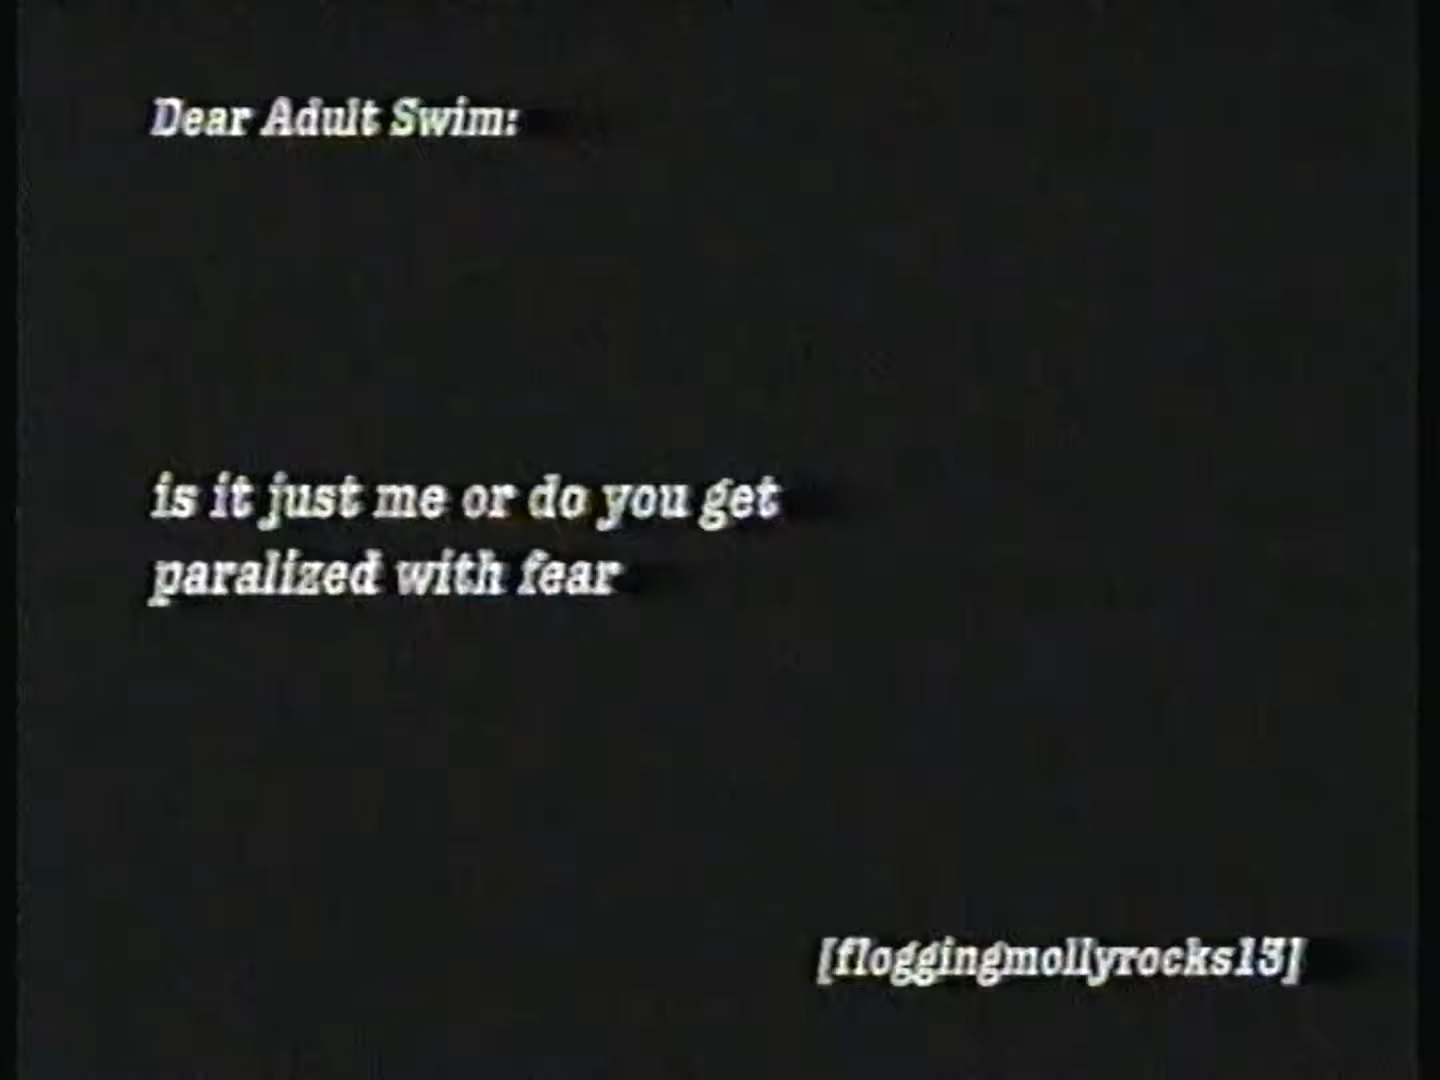 Dear Adult Swim:
is it just me or do you get
paralized with fear
[floggingmollyrocks13]